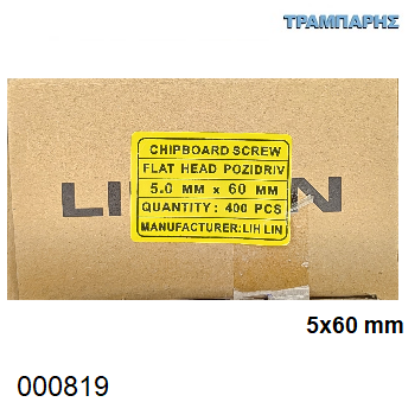 ΤΡΑΜΠΑΡΗΣ
CHIPBOARD SCREW
FLAT HEAD POZIDRIV
5.0 MM x 60 MM
QUANTITY: 400 PCS
MANUFACTURER:LIH LIN
5x60 mm
000819